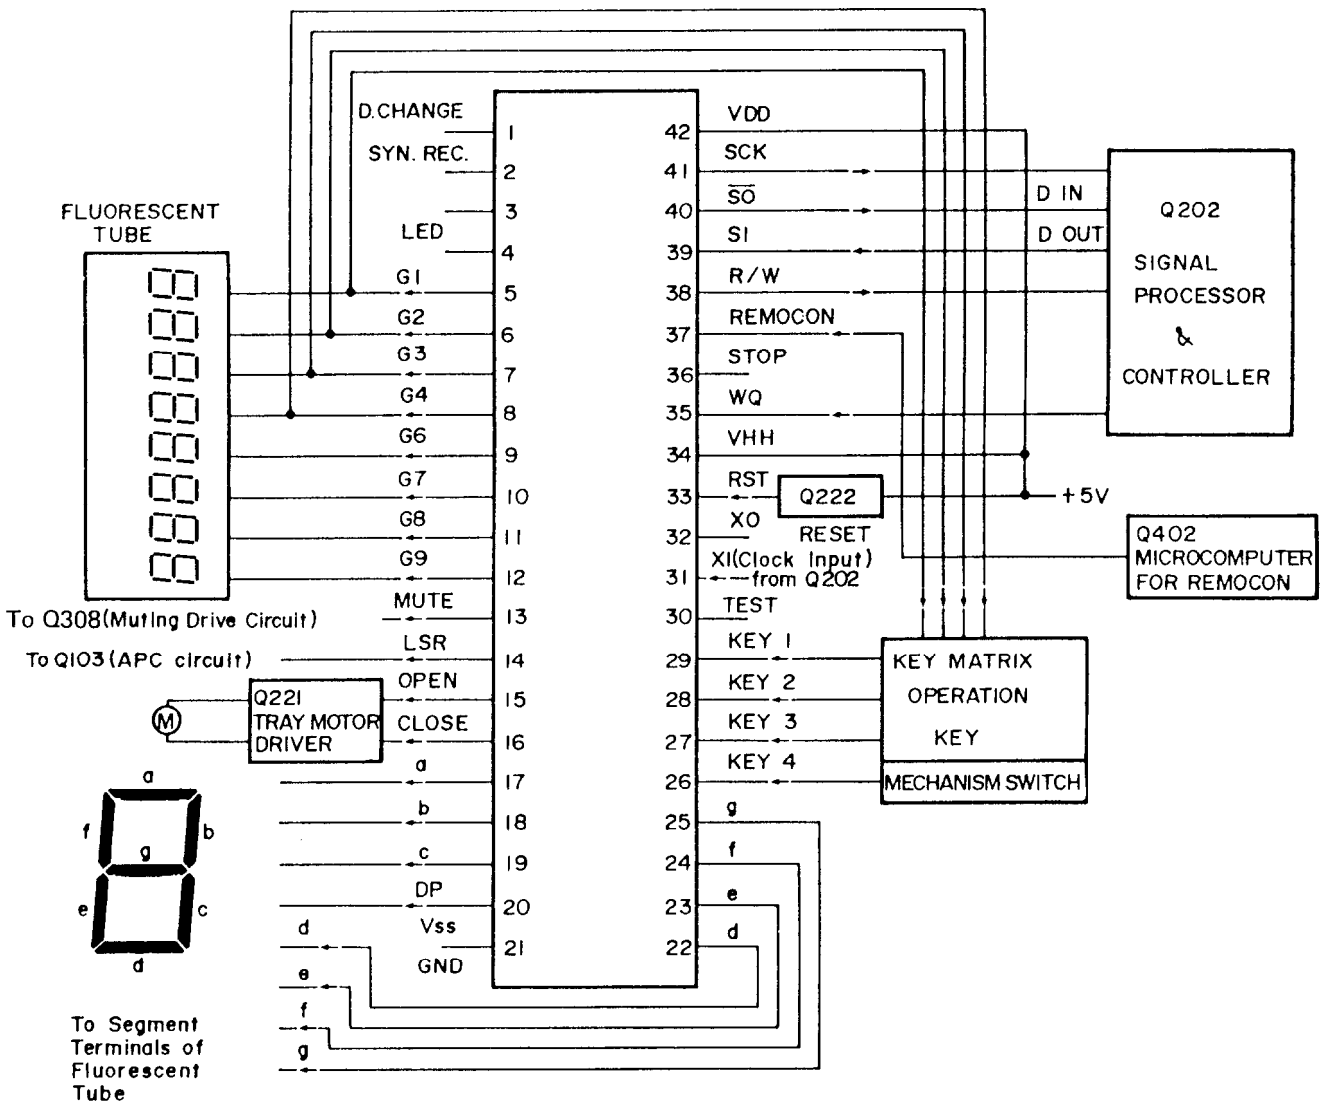 D.CHANGE
1
SYN. REC.
2
3
LED
4
FLUORESCENT
TUBE
G1
5
G2
6
G3
7
G4
8
G6
9
G7
10
G8
11
G9
12
To Q308(Muting Drive Circuit)
MUTE
13
To Q103(APC circuit)
LSR
14
OPEN
15
Q221
TRAY MOTOR
DRIVER
M
CLOSE
16
a
17
b
18
c
19
DP
20
Vss
21
GND
a
f
b
g
e
c
d
d
e
f
g
To Segment
Terminals of
Fluorescent
Tube
VDD
42
SCK
41
SO
40
D IN
SI
39
D OUT
R/W
38
REMOCON
37
STOP
36
WQ
35
VHH
34
RST
33
Q222
RESET
+5V
XO
32
XI(Clock Input)
from Q202
31
TEST
30
KEY 1
29
KEY 2
28
KEY 3
27
KEY 4
26
g
25
f
24
e
23
d
22
Q202
SIGNAL
PROCESSOR
&
CONTROLLER
Q402
MICROCOMPUTER
FOR REMOCON
KEY MATRIX
OPERATION
KEY
MECHANISM SWITCH